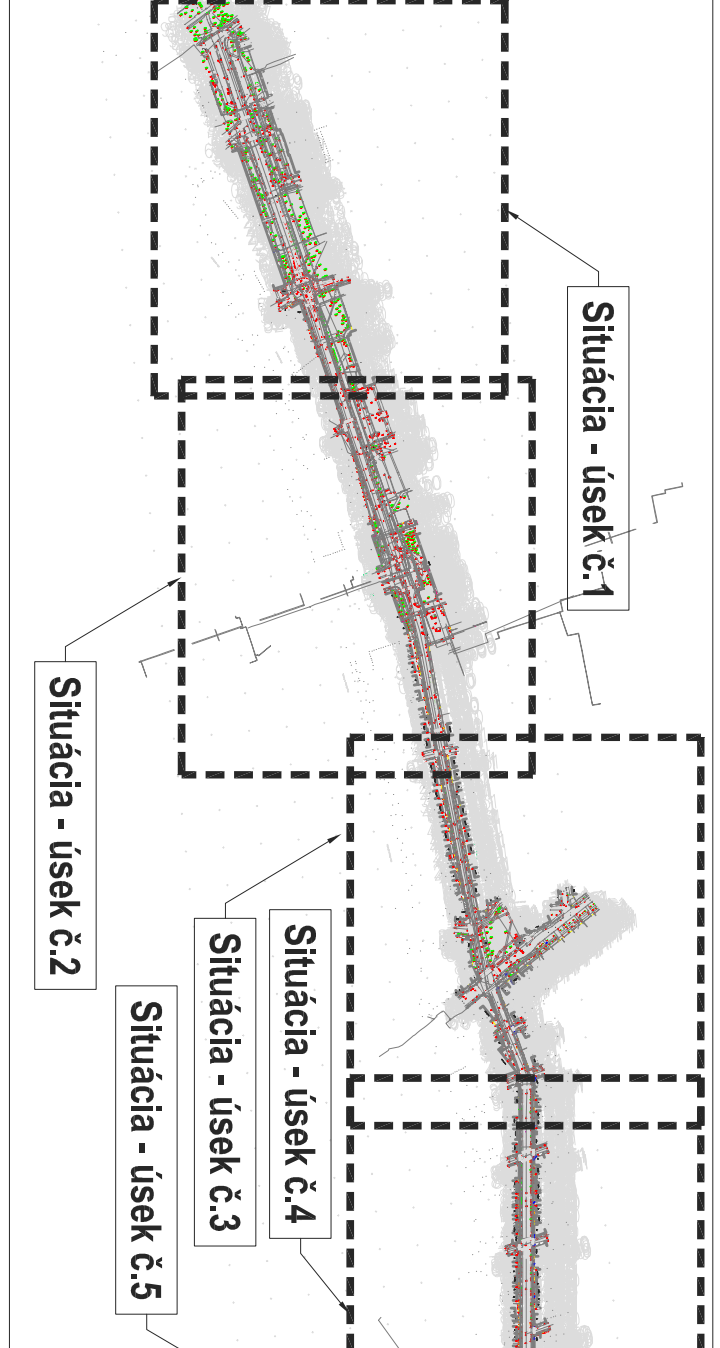 Situácia - úsek č.1
Situácia - úsek č.2
Situácia - úsek č.3
Situácia - úsek č.4
Situácia - úsek č.5